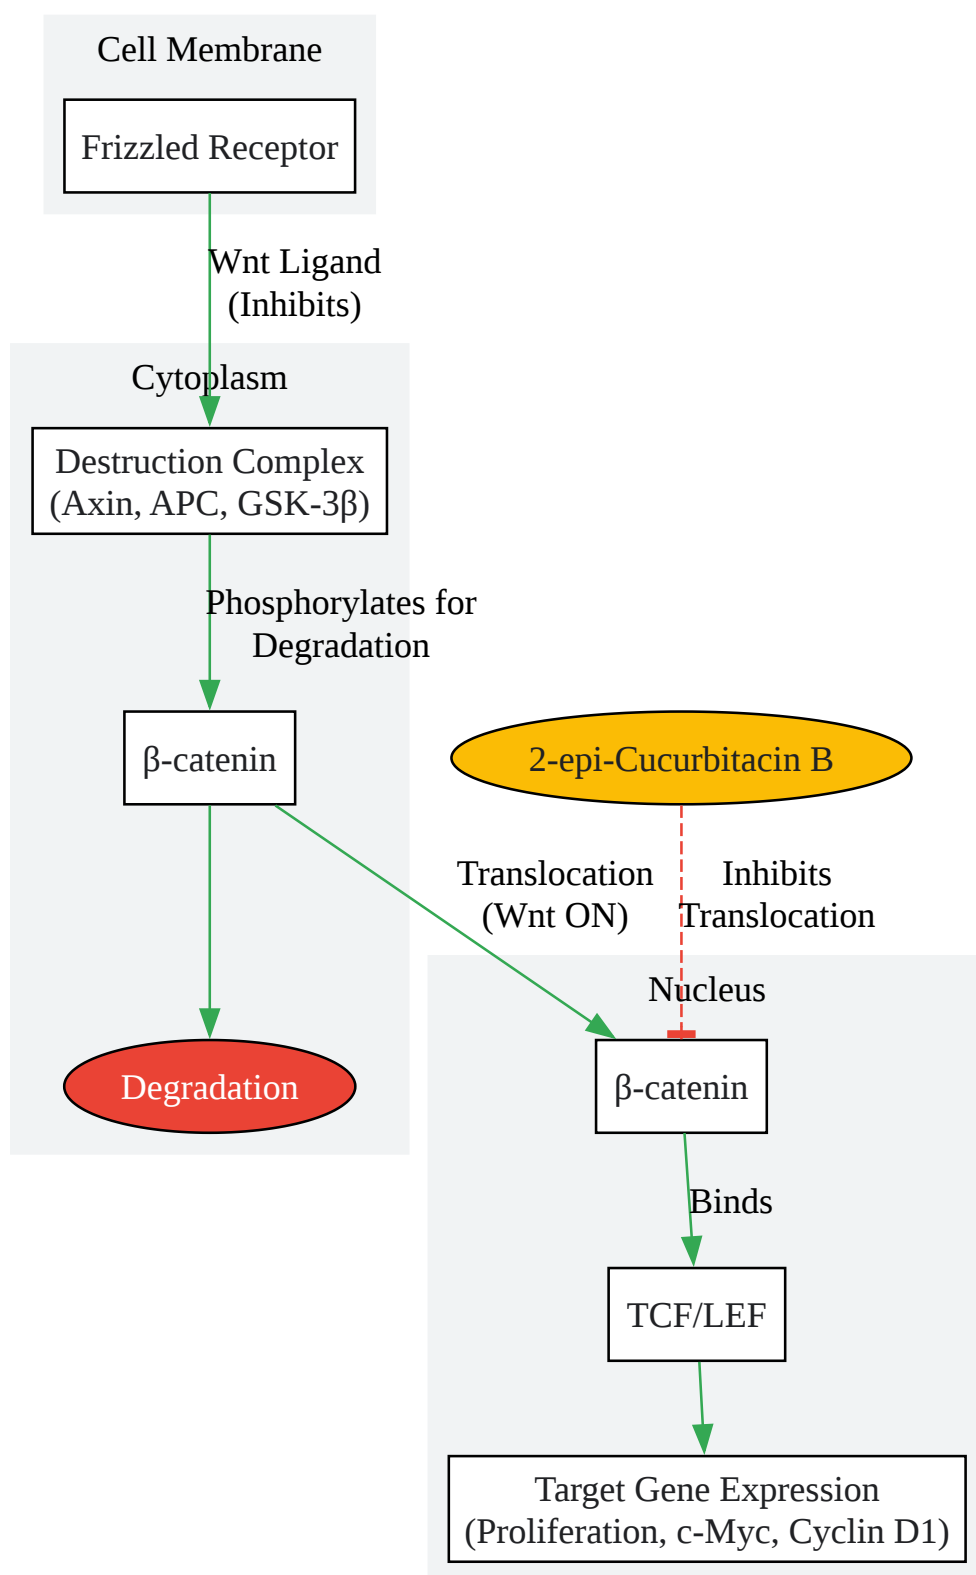 Cell Membrane
Frizzled Receptor
Wnt Ligand
(Inhibits)
Cytoplasm
Destruction Complex
(Axin, APC, GSK-3β)
Phosphorylates for
Degradation
β-catenin
2-epi-Cucurbitacin B
Translocation
(Wnt ON)
Inhibits
Translocation
Nucleus
Degradation
β-catenin
Binds
TCF/LEF
Target Gene Expression
(Proliferation, c-Myc, Cyclin D1)